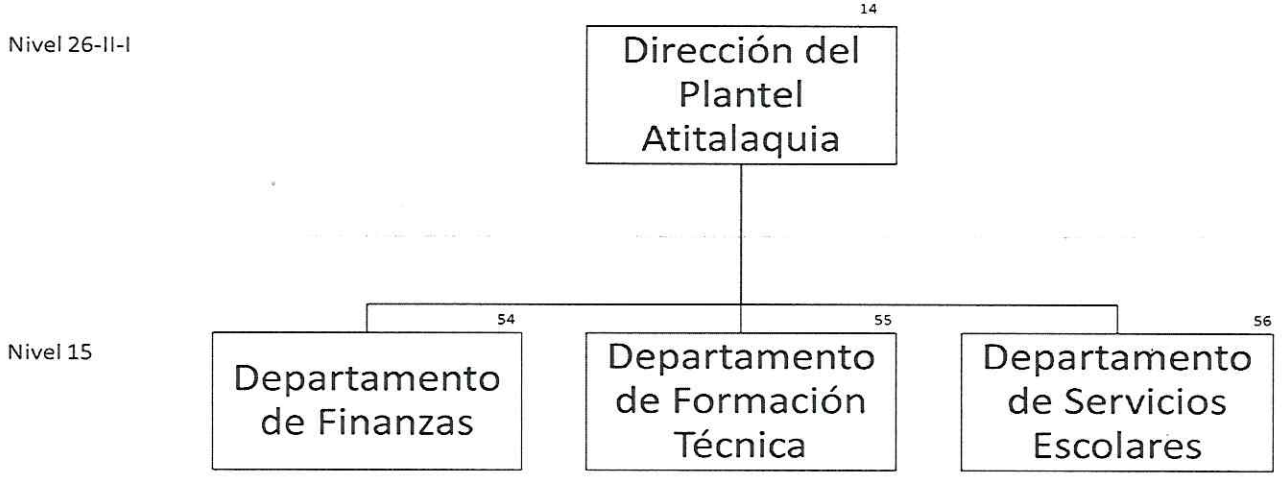 14
Nivel 26-II-I
Dirección del
Plantel
Atitalaquia
Nivel 15
54
Departamento
de Finanzas
55
Departamento
de Formación
Técnica
56
Departamento
de Servicios
Escolares